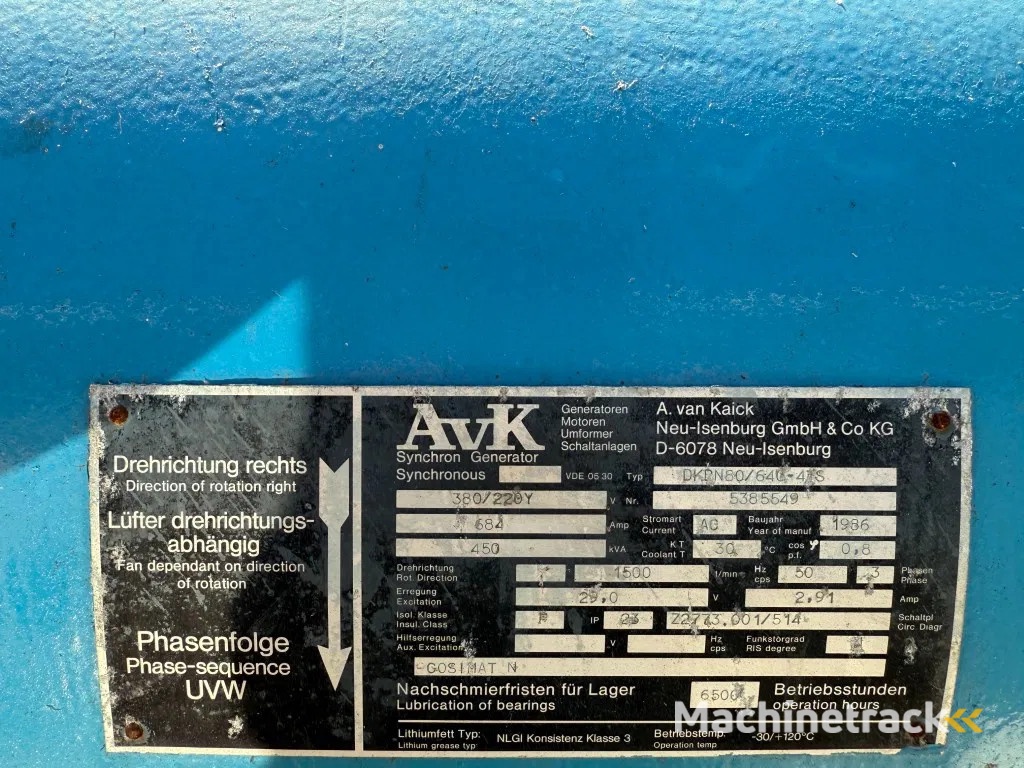 Drehrichtung rechts
Direction of rotation right
Lüfter drehrichtungs-
abhängig
Fan dependant on direction
of rotation
Phasenfolge
Phase-sequence
UVW
AvK
Synchron Generator
Synchronous
Generatoren
Motoren
Umformer
Schaltanlagen
A. van Kaick
Neu-Isenburg GmbH & Co KG
D-6078 Neu-Isenburg
VDE 0530 Typ
380/220Y V Nr. 5385549
684 Amp Stromart Current AC Baujahr Year of manuf 1986
450 kVA KT Coolant T 30 °C cos φ p.f. 0,8
Drehrichtung Rot. Direction 1500 1/min Hz cps 50 3 Phasen Phase
Erregung Excitation 29,0 V 2,91 Amp
Isol. Klasse Insul. Class F IP 23 Schaltpl Circ Diagr
Hilfserregung Aux. Excitation V Hz cps Funkstörgrad RIS degree
COSIMAT N
Nachschmierfristen für Lager
Lubrication of bearings
6500
Betriebsstunden
operation hours
Lithiumfett Typ:
Lithium grease typ:
NLGI Konsistenz Klasse 3
Betriebstemp.
Operation temp
-30/+120°C
Machinetrack